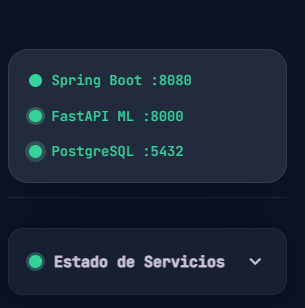 Spring Boot :8080
FastAPI ML :8000
PostgreSQL :5432
Estado de Servicios